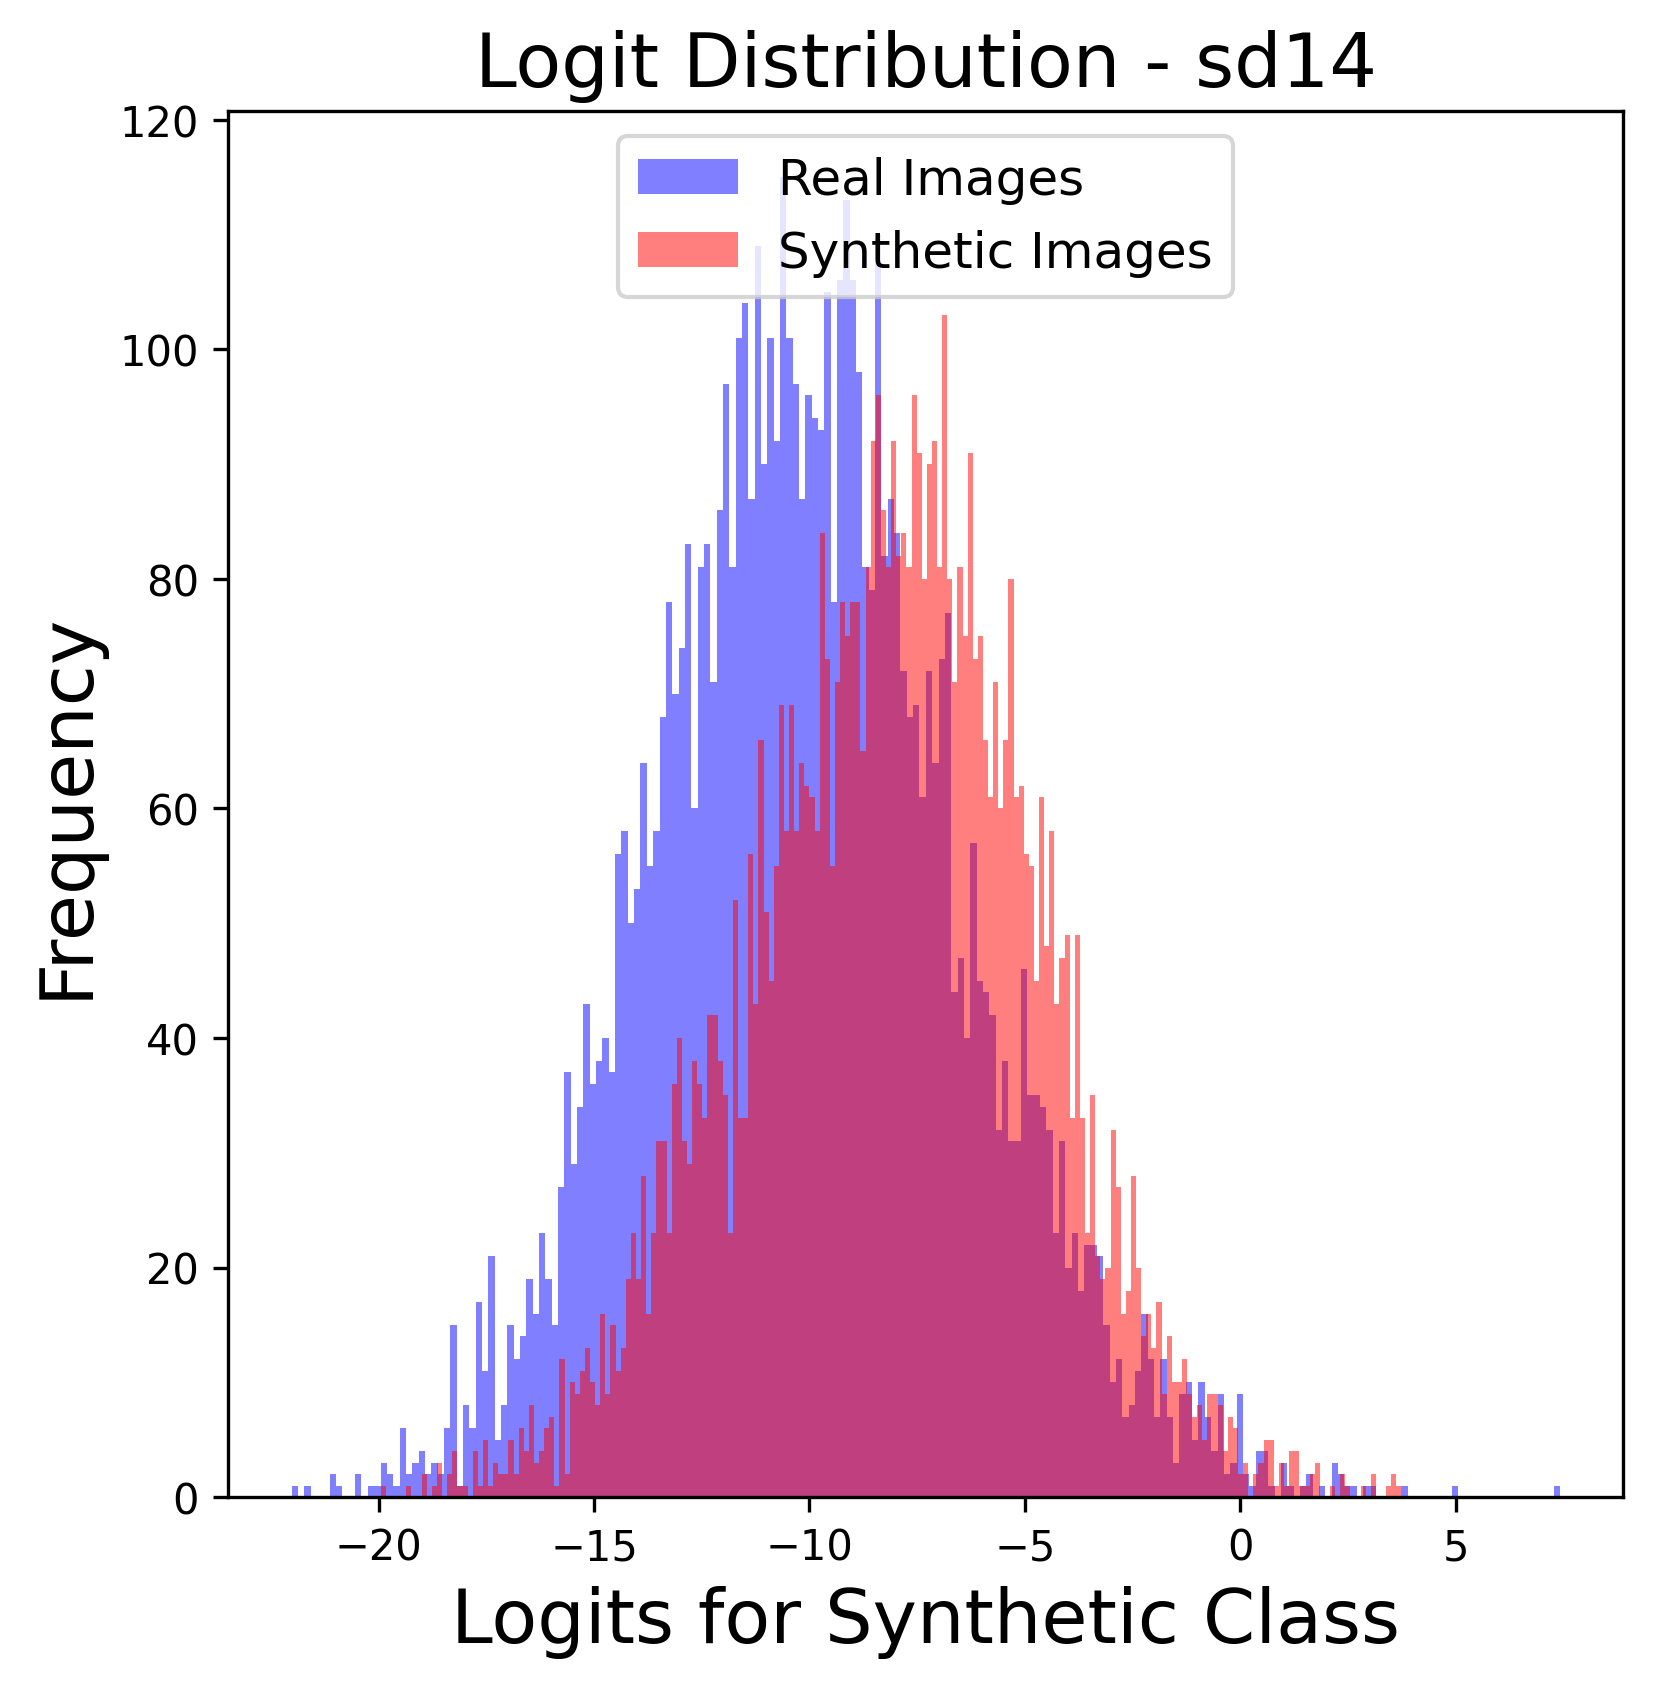 Logit Distribution - sd14
Real Images
Synthetic Images
120
100
80
60
40
20
0
Frequency
−20 −15 −10 −5 0 5
Logits for Synthetic Class